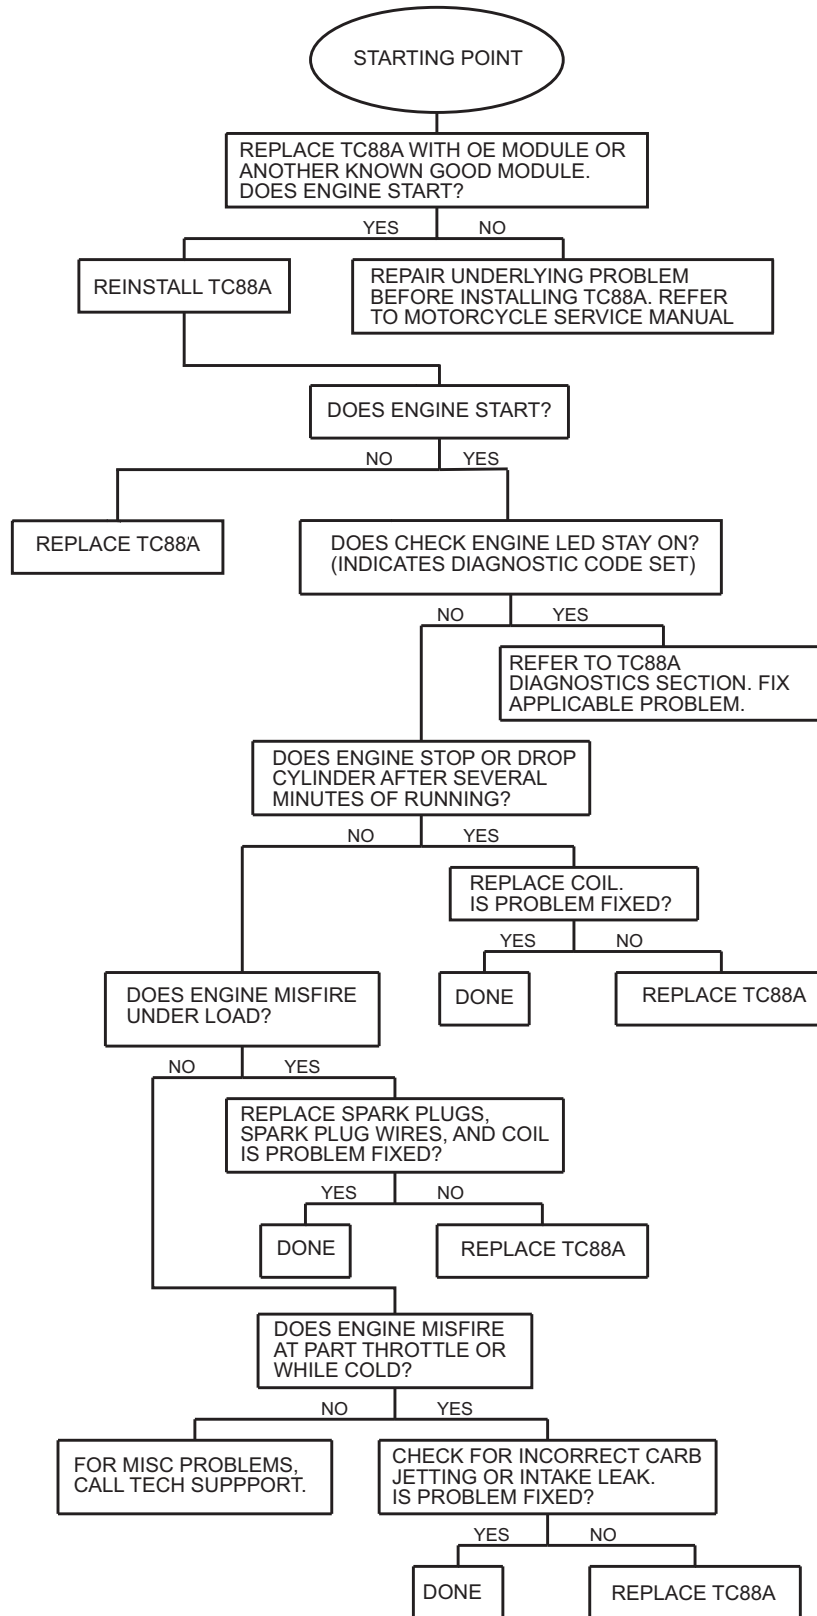 STARTING POINT
REPLACE TC88A WITH OE MODULE OR
ANOTHER KNOWN GOOD MODULE.
DOES ENGINE START?
YES
NO
REINSTALL TC88A
REPAIR UNDERLYING PROBLEM
BEFORE INSTALLING TC88A. REFER
TO MOTORCYCLE SERVICE MANUAL
DOES ENGINE START?
NO
YES
REPLACE TC88A
DOES CHECK ENGINE LED STAY ON?
(INDICATES DIAGNOSTIC CODE SET)
NO
YES
REFER TO TC88A
DIAGNOSTICS SECTION. FIX
APPLICABLE PROBLEM.
DOES ENGINE STOP OR DROP
CYLINDER AFTER SEVERAL
MINUTES OF RUNNING?
NO
YES
REPLACE COIL.
IS PROBLEM FIXED?
YES
NO
DONE
REPLACE TC88A
DOES ENGINE MISFIRE
UNDER LOAD?
NO
YES
REPLACE SPARK PLUGS,
SPARK PLUG WIRES, AND COIL
IS PROBLEM FIXED?
YES
NO
DONE
REPLACE TC88A
DOES ENGINE MISFIRE
AT PART THROTTLE OR
WHILE COLD?
NO
YES
FOR MISC PROBLEMS,
CALL TECH SUPPPORT.
CHECK FOR INCORRECT CARB
JETTING OR INTAKE LEAK.
IS PROBLEM FIXED?
YES
NO
DONE
REPLACE TC88A